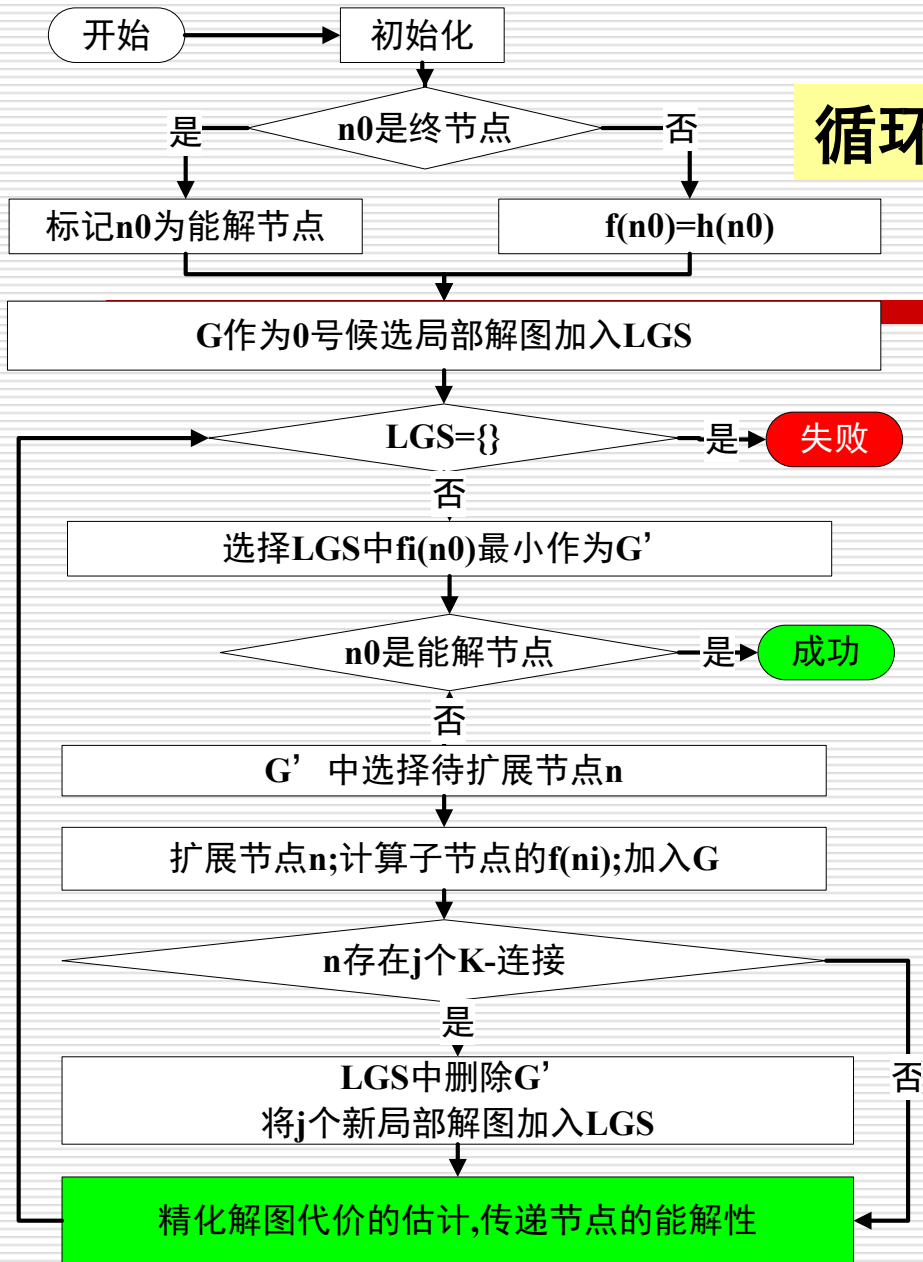 开始
初始化
循环
n0是终节点
是
否
标记n0为能解节点
f(n0)=h(n0)
G作为0号候选局部解图加入LGS
LGS={}
是
失败
否
选择LGS中fi(n0)最小作为G’
n0是能解节点
是
成功
否
G’中选择待扩展节点n
扩展节点n;计算子节点的f(ni);加入G
n存在j个K-连接
是
否
LGS中删除G’
将j个新局部解图加入LGS
精化解图代价的估计,传递节点的能解性